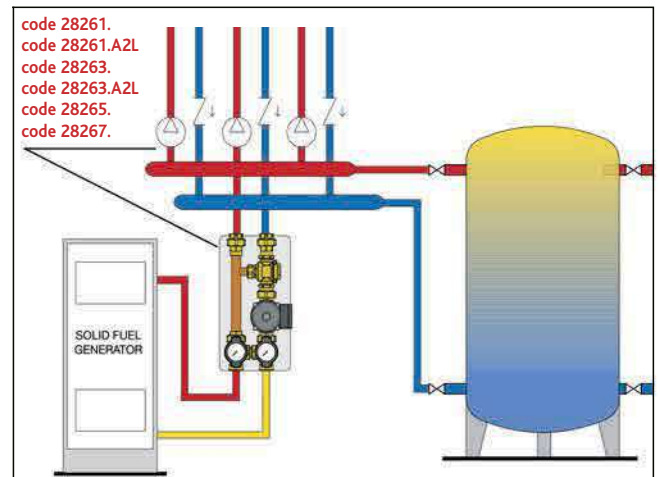 code 28261.
code 28261.A2L
code 28263.
code 28263.A2L
code 28265.
code 28267.
SOLID FUEL
GENERATOR